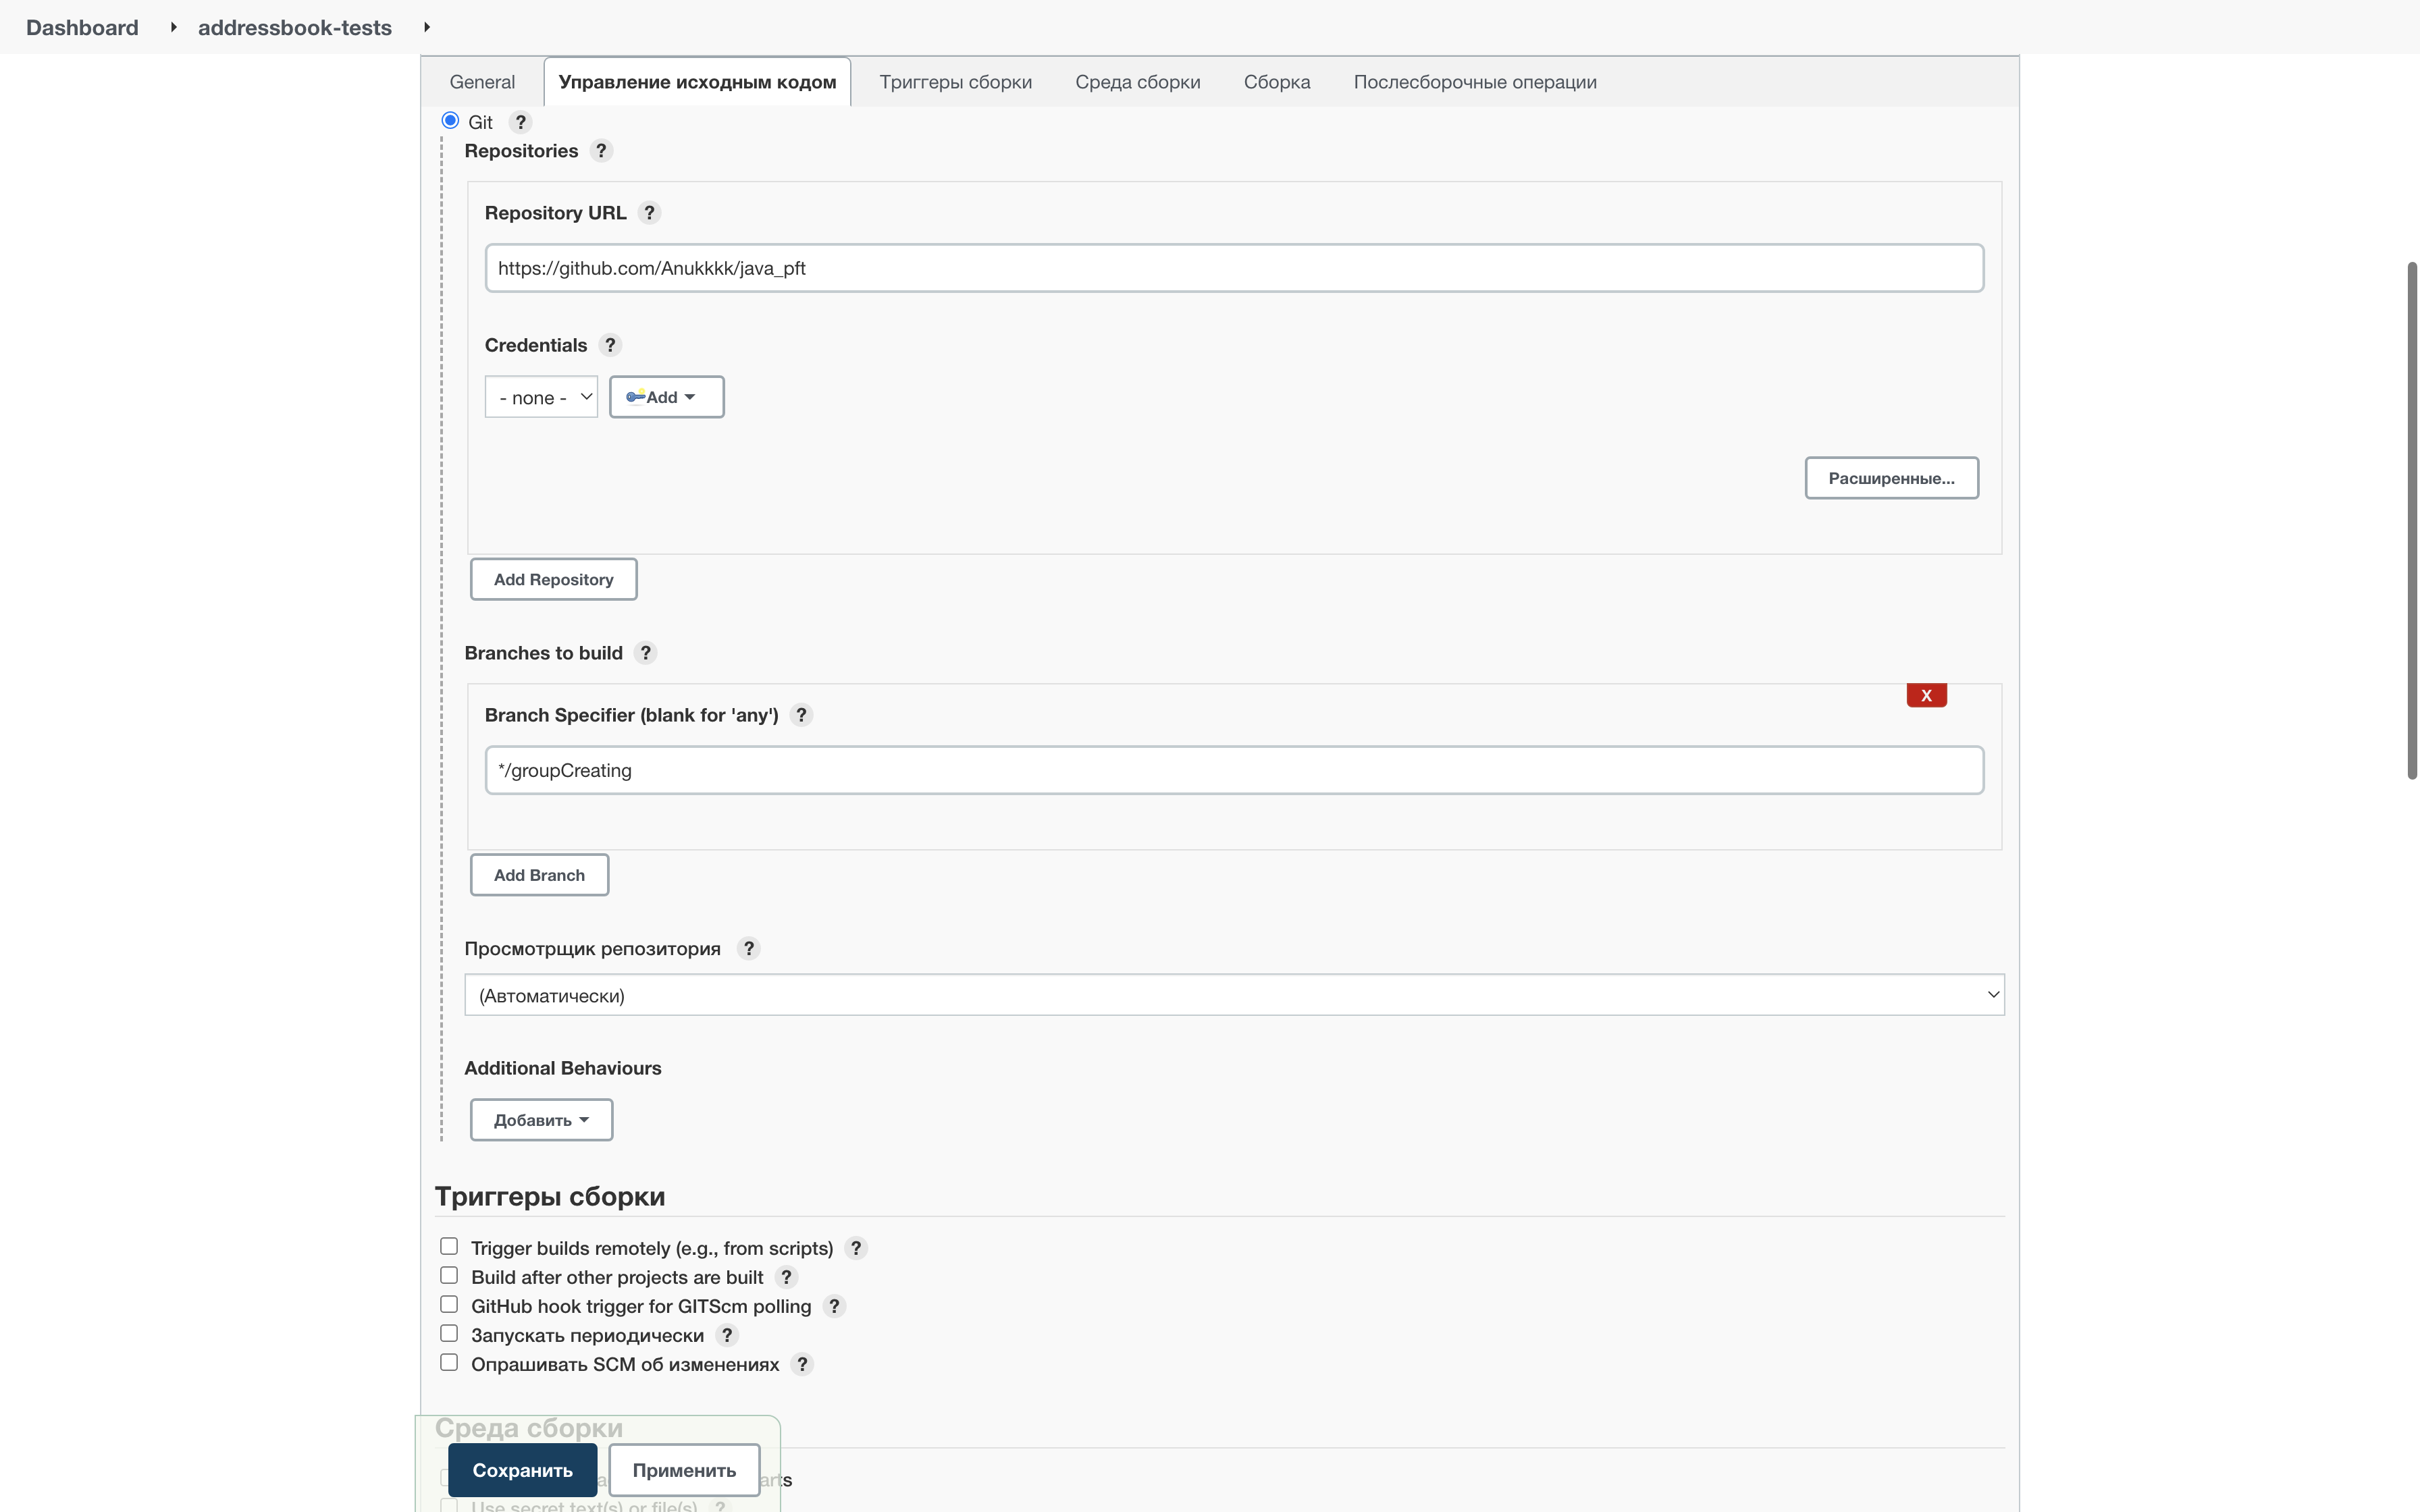 Dashboard addressbook-tests
General Управление исходным кодом Триггеры сборки Среда сборки Сборка Послесборочные операции
Git ?
Repositories ?
Repository URL ?
https://github.com/Anukkkk/java_pft
Credentials ?
- none - Add
Расширенные...
Add Repository
Branches to build ?
X
Branch Specifier (blank for 'any') ?
*/groupCreating
Add Branch
Просмотрщик репозитория ?
(Автоматически)
Additional Behaviours
Добавить
Триггеры сборки
Trigger builds remotely (e.g., from scripts) ?
Build after other projects are built ?
GitHub hook trigger for GITScm polling ?
Запускать периодически ?
Опрашивать SCM об изменениях ?
Среда сборки
Сохранить Применить
Use secret text(s) or file(s) ?